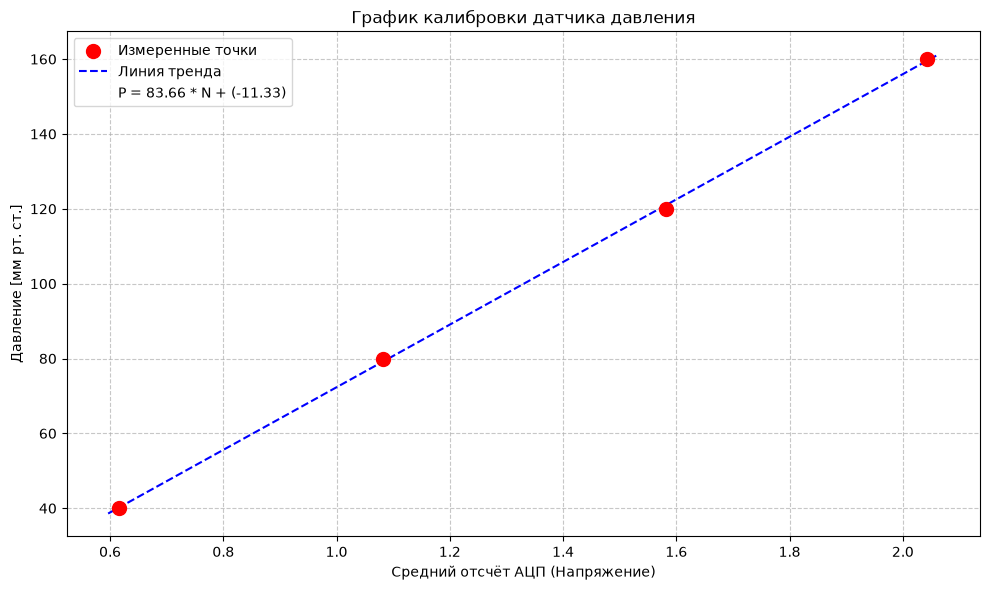 График калибровки датчика давления
Измеренные точки
Линия тренда
P = 83.66 * N + (-11.33)
Давление [мм рт. ст.]
160
140
120
100
80
60
40
0.6 0.8 1.0 1.2 1.4 1.6 1.8 2.0
Средний отсчёт АЦП (Напряжение)